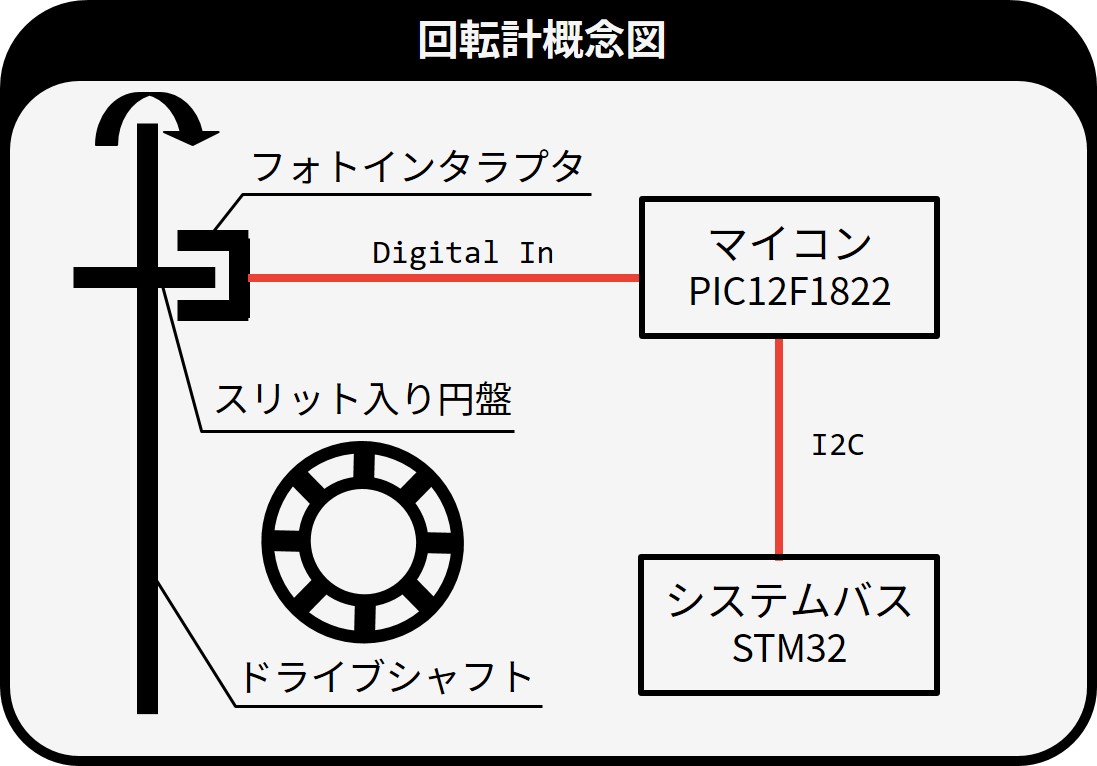 回転計概念図
フォトインタラプタ
Digital In
マイコン
PIC12F1822
スリット入り円盤
I2C
システムバス
STM32
ドライブシャフト